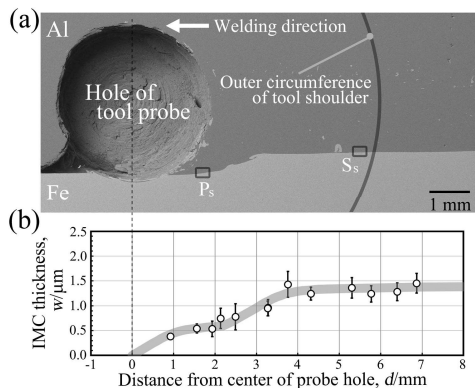 (a)
Al
Welding direction
Hole of
tool probe
Outer circumference
of tool shoulder
Ps
Ss
Fe
1 mm
(b)
IMC thickness,
w/μm
2.5
2.0
1.5
1.0
0.5
0.0
-1 0 1 2 3 4 5 6 7 8
Distance from center of probe hole, d/mm